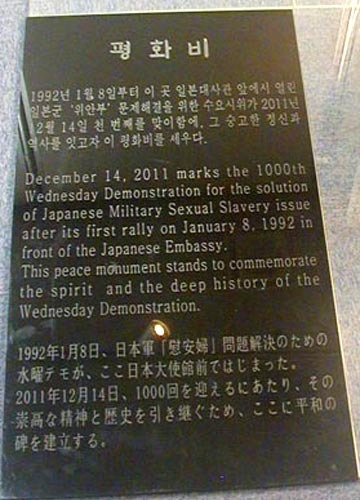 평화비
1992년 1월 8일부터 이 곳 일본대사관 앞에서 열린
일본군 '위안부' 문제해결을 위한 수요시위가 2011년
12월 14일 천 번째를 맞이함에, 그 숭고한 정신과
역사를 잇고자 이 평화비를 세우다.
December 14, 2011 marks the 1000th
Wednesday Demonstration for the solution
of Japanese Military Sexual Slavery issue
after its first rally on January 8, 1992 in
front of the Japanese Embassy.
This peace monument stands to commemorate
the spirit and the deep history of the
Wednesday Demonstration.
1992年1月8日、日本軍「慰安婦」問題解決のための
水曜デモが、ここ日本大使館前ではじまった。
2011年12月14日、1000回を迎えるにあたり、その
崇高な精神と歴史を引き継ぐため、ここに平和の
碑を建立する。